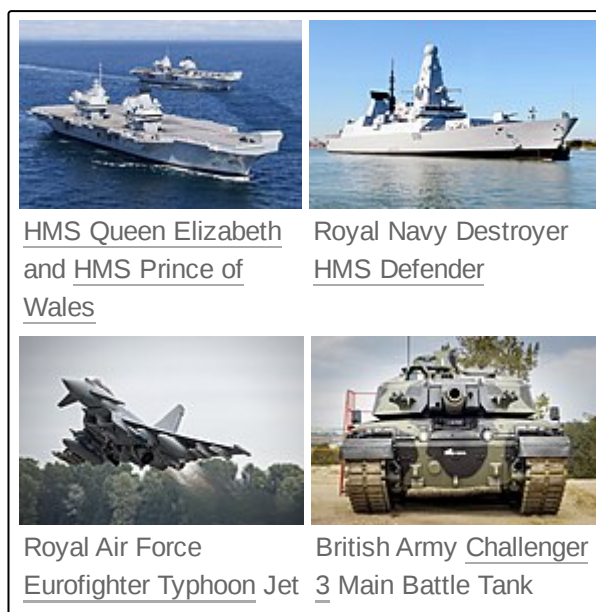 HMS Queen Elizabeth
and HMS Prince of
Wales
Royal Navy Destroyer
HMS Defender
Royal Air Force
Eurofighter Typhoon Jet
British Army Challenger
3 Main Battle Tank